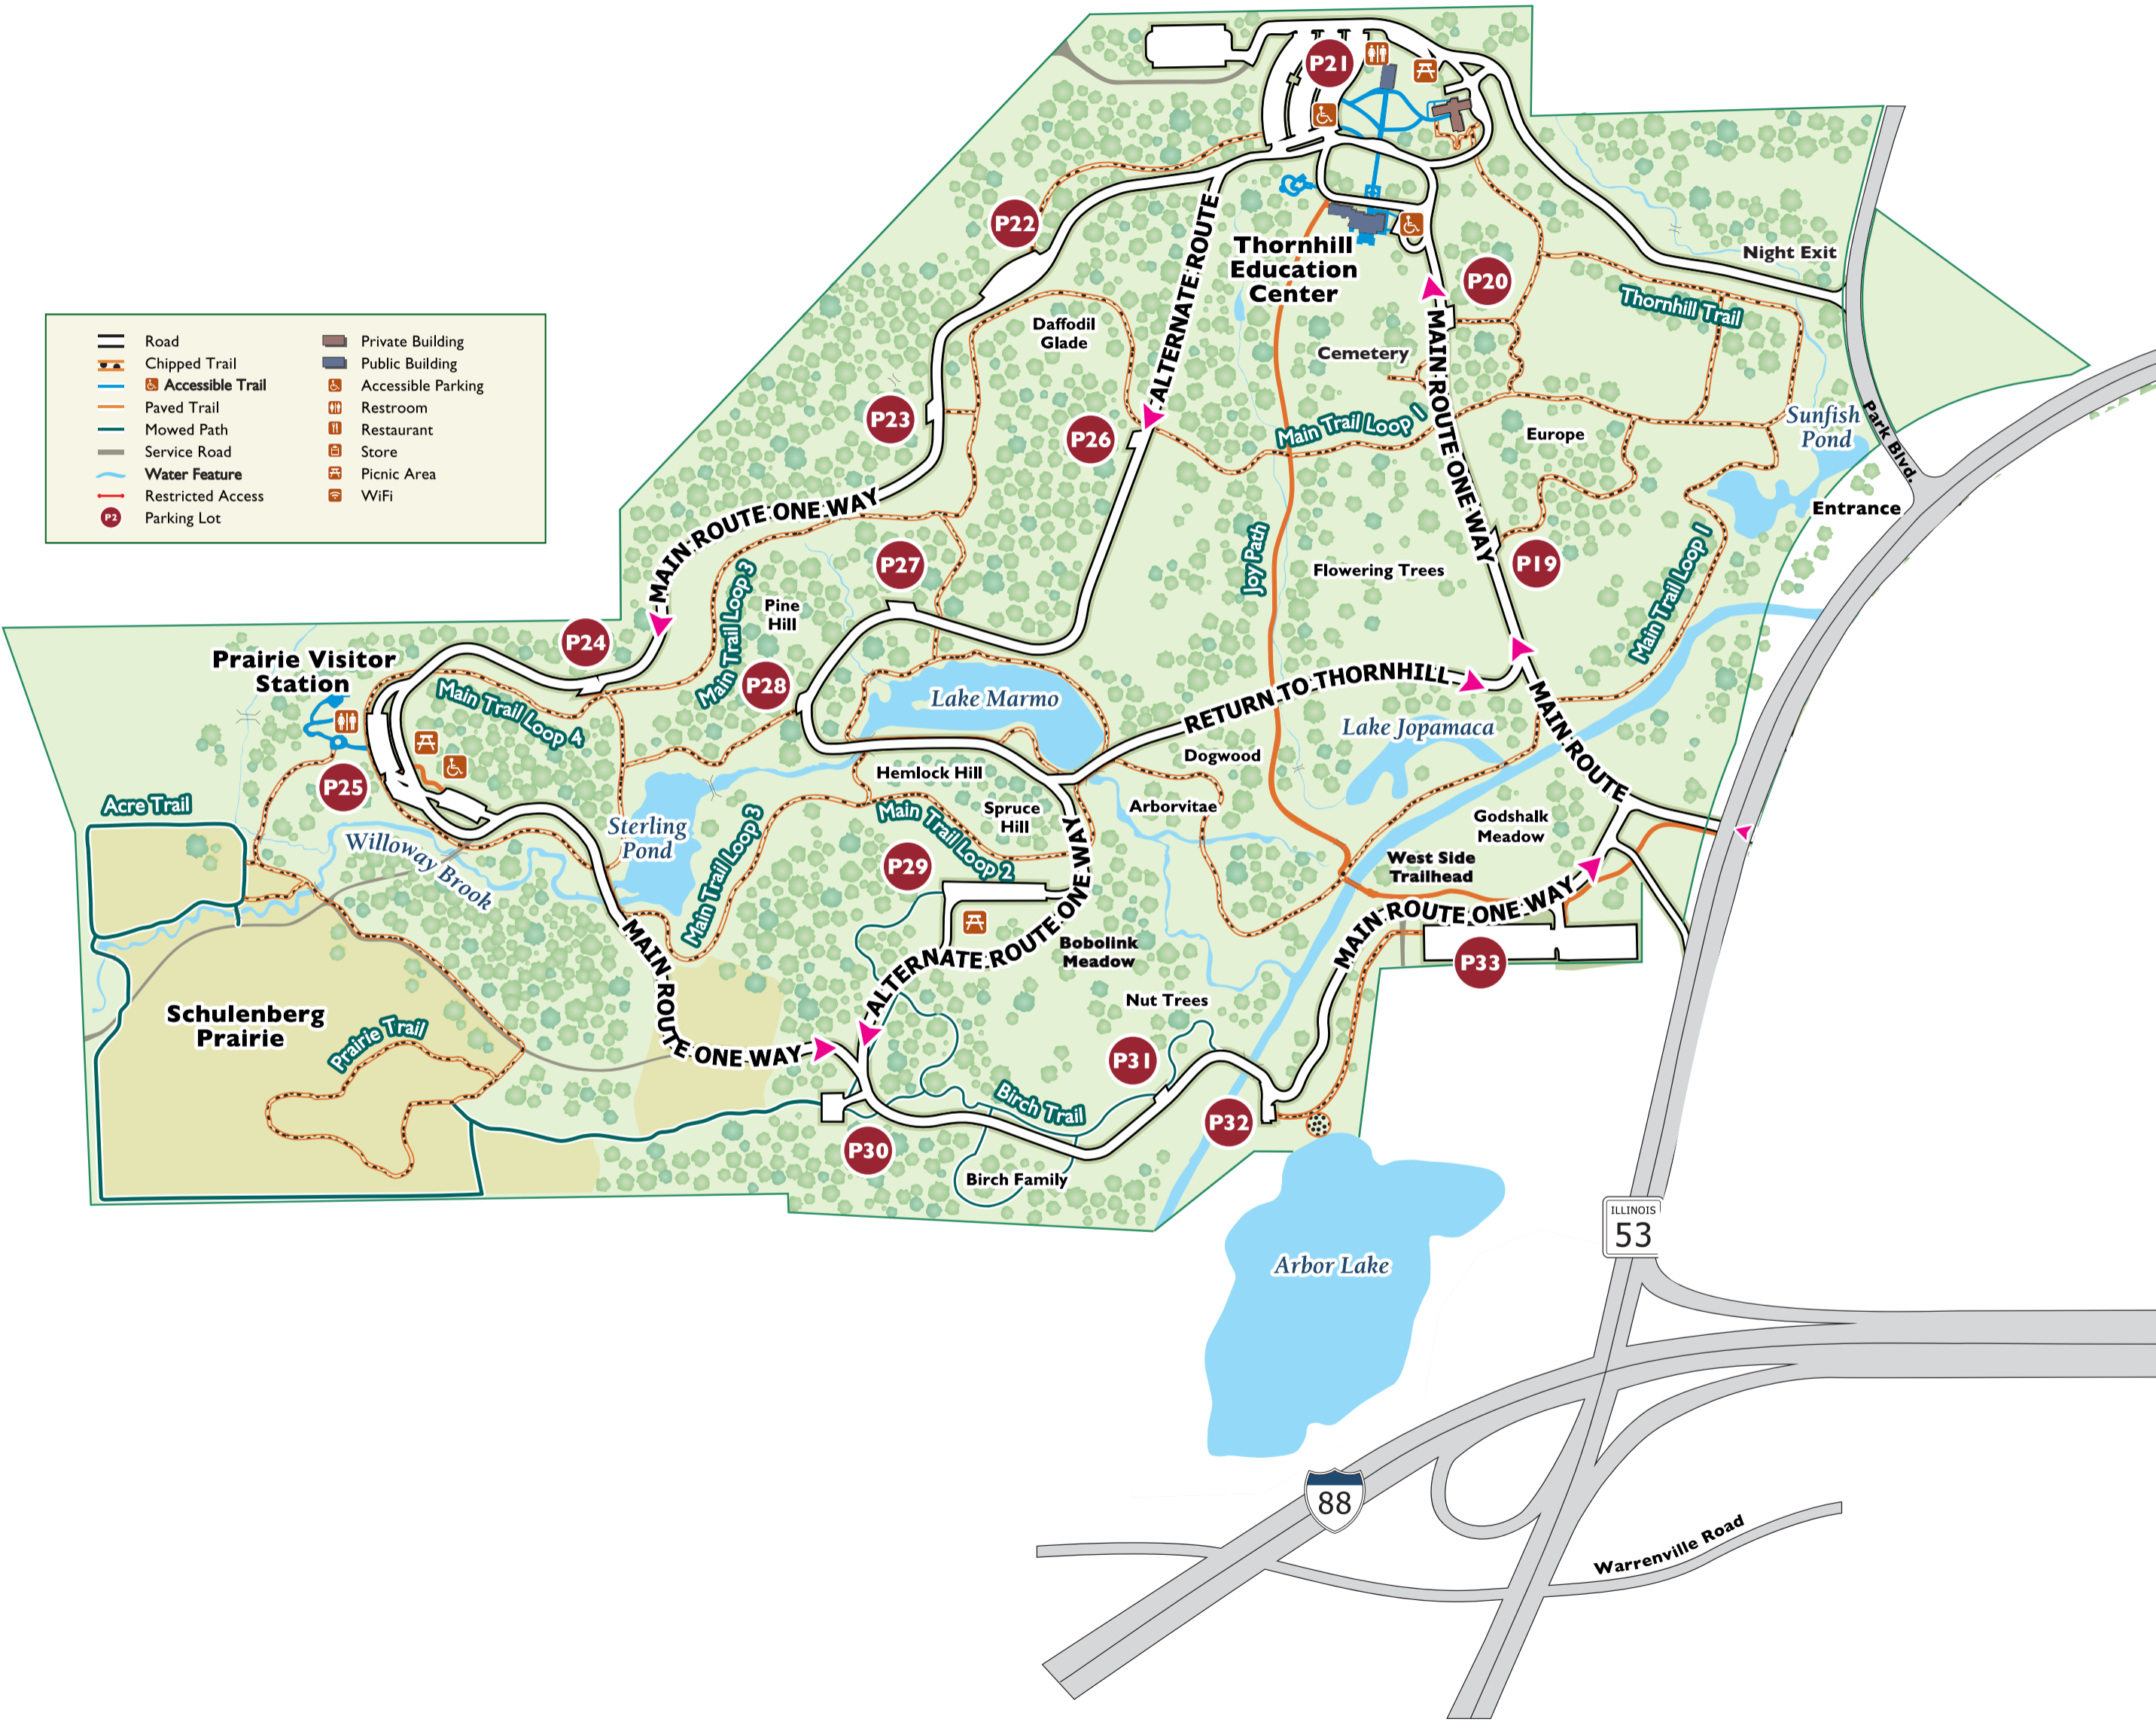 P21
P22
Thornhill
Education
Center
P20
Night Exit
Thornhill Trail
ALTERNATE ROUTE
Daffodil
Glade
Cemetery
MAIN ROUTE ONE WAY
Road
Chipped Trail
Accessible Trail
Paved Trail
Mowed Path
Service Road
Water Feature
Restricted Access
P2
Parking Lot
Private Building
Public Building
Accessible Parking
Restroom
Restaurant
Store
Picnic Area
WiFi
P23
P26
Main Trail Loop 1
Europe
Sunfish
Pond
Park Blvd.
Entrance
MAIN ROUTE ONE WAY
P27
Joy Path
Flowering Trees
P19
Main Trail Loop 1
Main Trail Loop 3
Pine
Hill
P24
P28
Prairie Visitor
Station
Main Trail Loop 4
Lake Marmo
RETURN TO THORNHILL
MAIN ROUTE
Lake Jopamaca
Dogwood
P25
Hemlock Hill
Acre Trail
Arborvitae
Spruce
Hill
Godshalk
Meadow
Sterling
Pond
Willoway Brook
Main Trail Loop 3
Main Trail Loop 2
P29
West Side
Trailhead
MAIN ROUTE ONE WAY
ALTERNATE ROUTE ONE WAY
Bobolink
Meadow
P33
MAIN ROUTE ONE WAY
Nut Trees
Schulenberg
Prairie
Prairie Trail
P31
Birch Trail
P32
P30
Birch Family
ILLINOIS
53
Arbor Lake
88
Warrenville Road